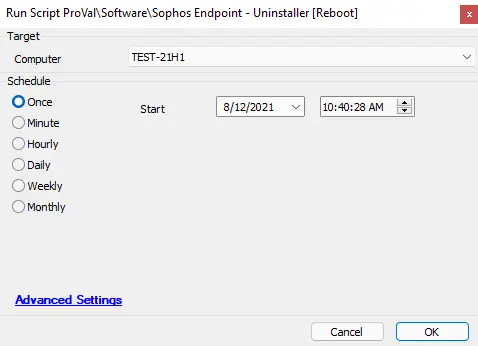 Run Script ProVal\Software\Sophos Endpoint - Uninstaller [Reboot] x
Target
Computer TEST-21H1
Schedule
Once Start 8/12/2021 10:40:28 AM
Minute
Hourly
Daily
Weekly
Monthly
Advanced Settings
Cancel OK